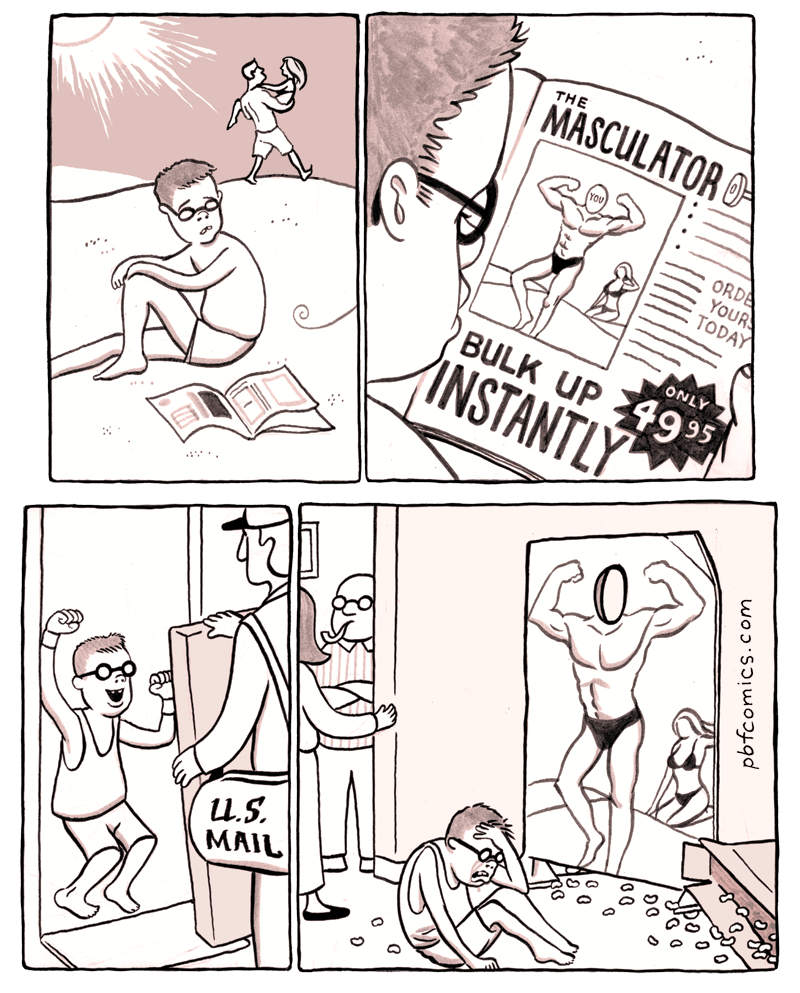 THE
MASCULATOR
YOU
ORDE
YOURS
TODAY
BULK UP
INSTANTLY
ONLY
49 95
U.S.
MAIL
pbfcomics.com